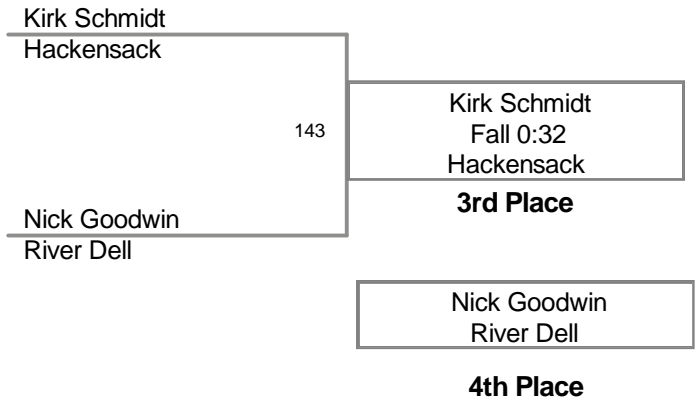 Kirk Schmidt
Hackensack
143
Kirk Schmidt
Fall 0:32
Hackensack
3rd Place
Nick Goodwin
River Dell
Nick Goodwin
River Dell
4th Place